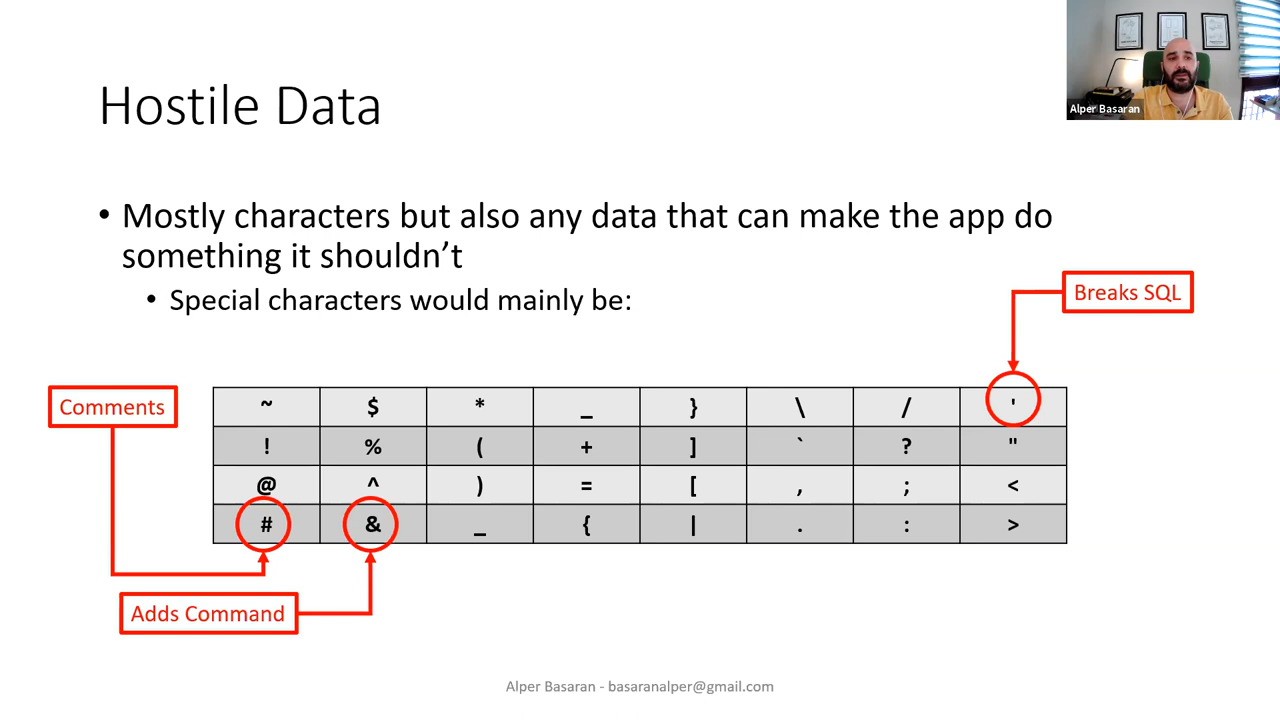 Alper Basaran
Hostile Data
• Mostly characters but also any data that can make the app do
something it shouldn’t
• Special characters would mainly be:
Breaks SQL
Comments
~ $ * _ } \ / '
! % ( + ] ` ? "
@ ^ ) = [ , ; <
# & _ { | . : >
Adds Command
Alper Basaran - basaranalper@gmail.com